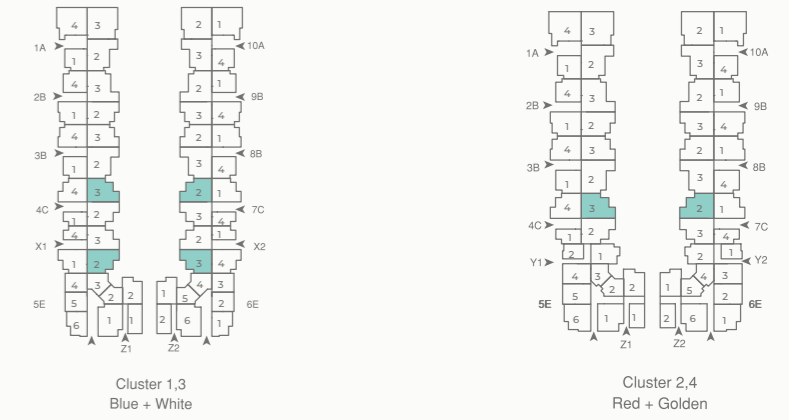 4 3 2 1
1A 10A
1 2 3 4
4 3 2 1
2B 9B
1 2 3 4
4 3 2 1
3B 8B
1 2 3 4
4 3 2 1
4C 7C
1 2 3 4
4 3 2 1
X1 X2
1 2 3 4
4 3 2 2 1 4 3
5E 5 5 2 6E
6 1 1 2 6 1
Z1 Z2
Cluster 1,3
Blue + White
4 3 2 1
1A 10A
1 2 3 4
4 3 2 1
2B 9B
1 2 3 4
4 3 2 1
3B 8B
1 2 3 4
4 3 2 1
4C 7C
1 2 3 4
2 1 2 1
Y1 Y2
4 3 2 2 1 4 3
5E 5 5 2 6E
6 1 1 2 6 1
Z1 Z2
Cluster 2,4
Red + Golden